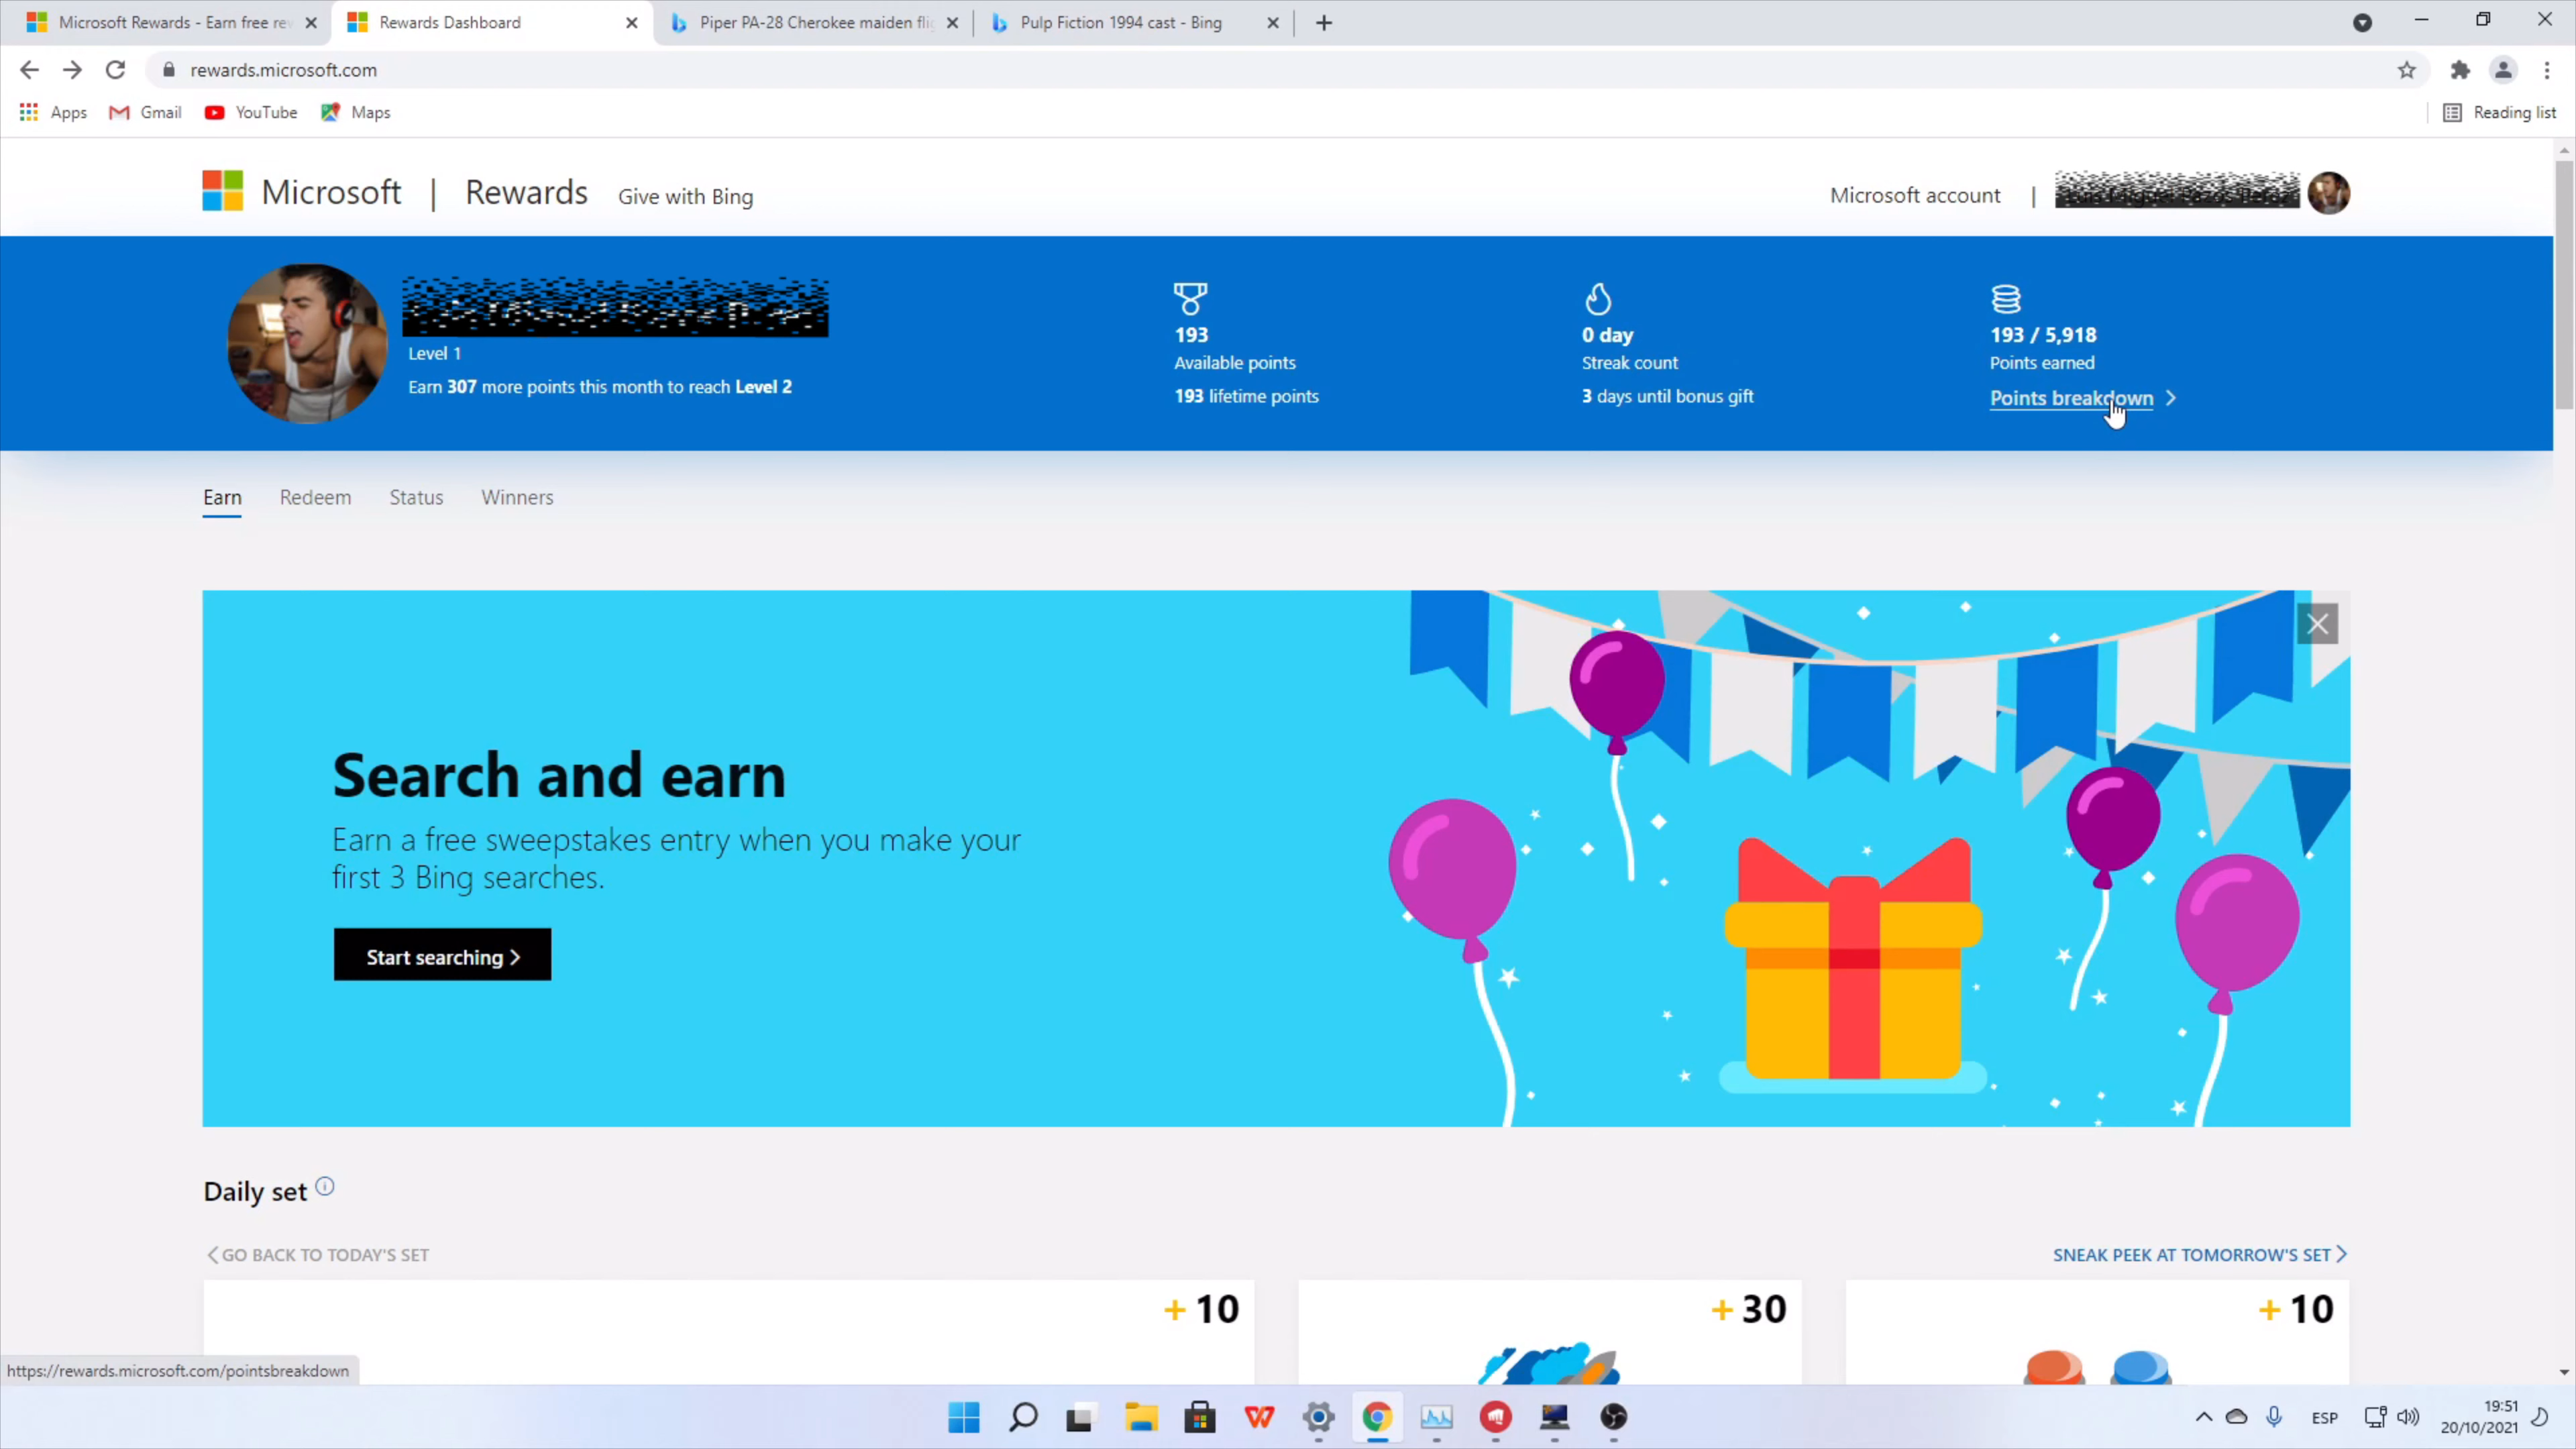 Microsoft Rewards - Earn free re
Rewards Dashboard
Piper PA-28 Cherokee maiden fli
Pulp Fiction 1994 cast - Bing
rewards.microsoft.com
Apps
Gmail
YouTube
Maps
Reading list
Microsoft | Rewards
Give with Bing
Microsoft account |
Level 1
Earn 307 more points this month to reach Level 2
193
Available points
193 lifetime points
0 day
Streak count
3 days until bonus gift
193 / 5,918
Points earned
Points breakdown
Earn
Redeem
Status
Winners
Search and earn
Earn a free sweepstakes entry when you make your
first 3 Bing searches.
Start searching
Daily set
GO BACK TO TODAY'S SET
SNEAK PEEK AT TOMORROW'S SET
+ 10
+ 30
+ 10
https://rewards.microsoft.com/pointsbreakdown
ESP
19:51
20/10/2021